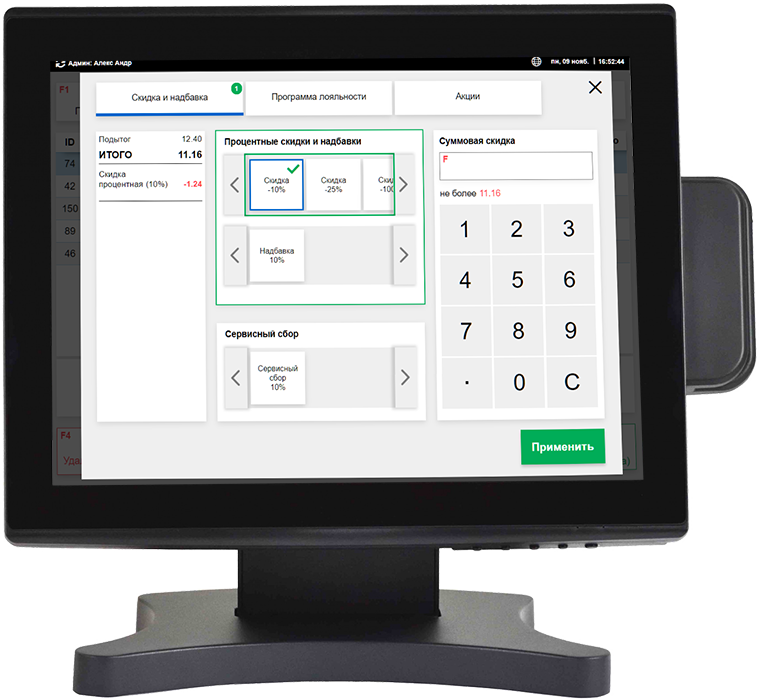 Админ: Алекс Андр
пн, 09 нояб. | 16:52:44
F1
ID
74
42
150
89
46
F4
Скидка и надбавка
1
Программа лояльности
Акции
Подытог 12.40
ИТОГО 11.16
Скидка
процентная (10%) -1.24
Процентные скидки и надбавки
Скидка
-10%
Скидка
-25%
Надбавка
10%
Сервисный сбор
Сервисный
сбор
10%
Суммовая скидка
F
не более 11.16
1 2 3
4 5 6
7 8 9
. 0 C
Применить